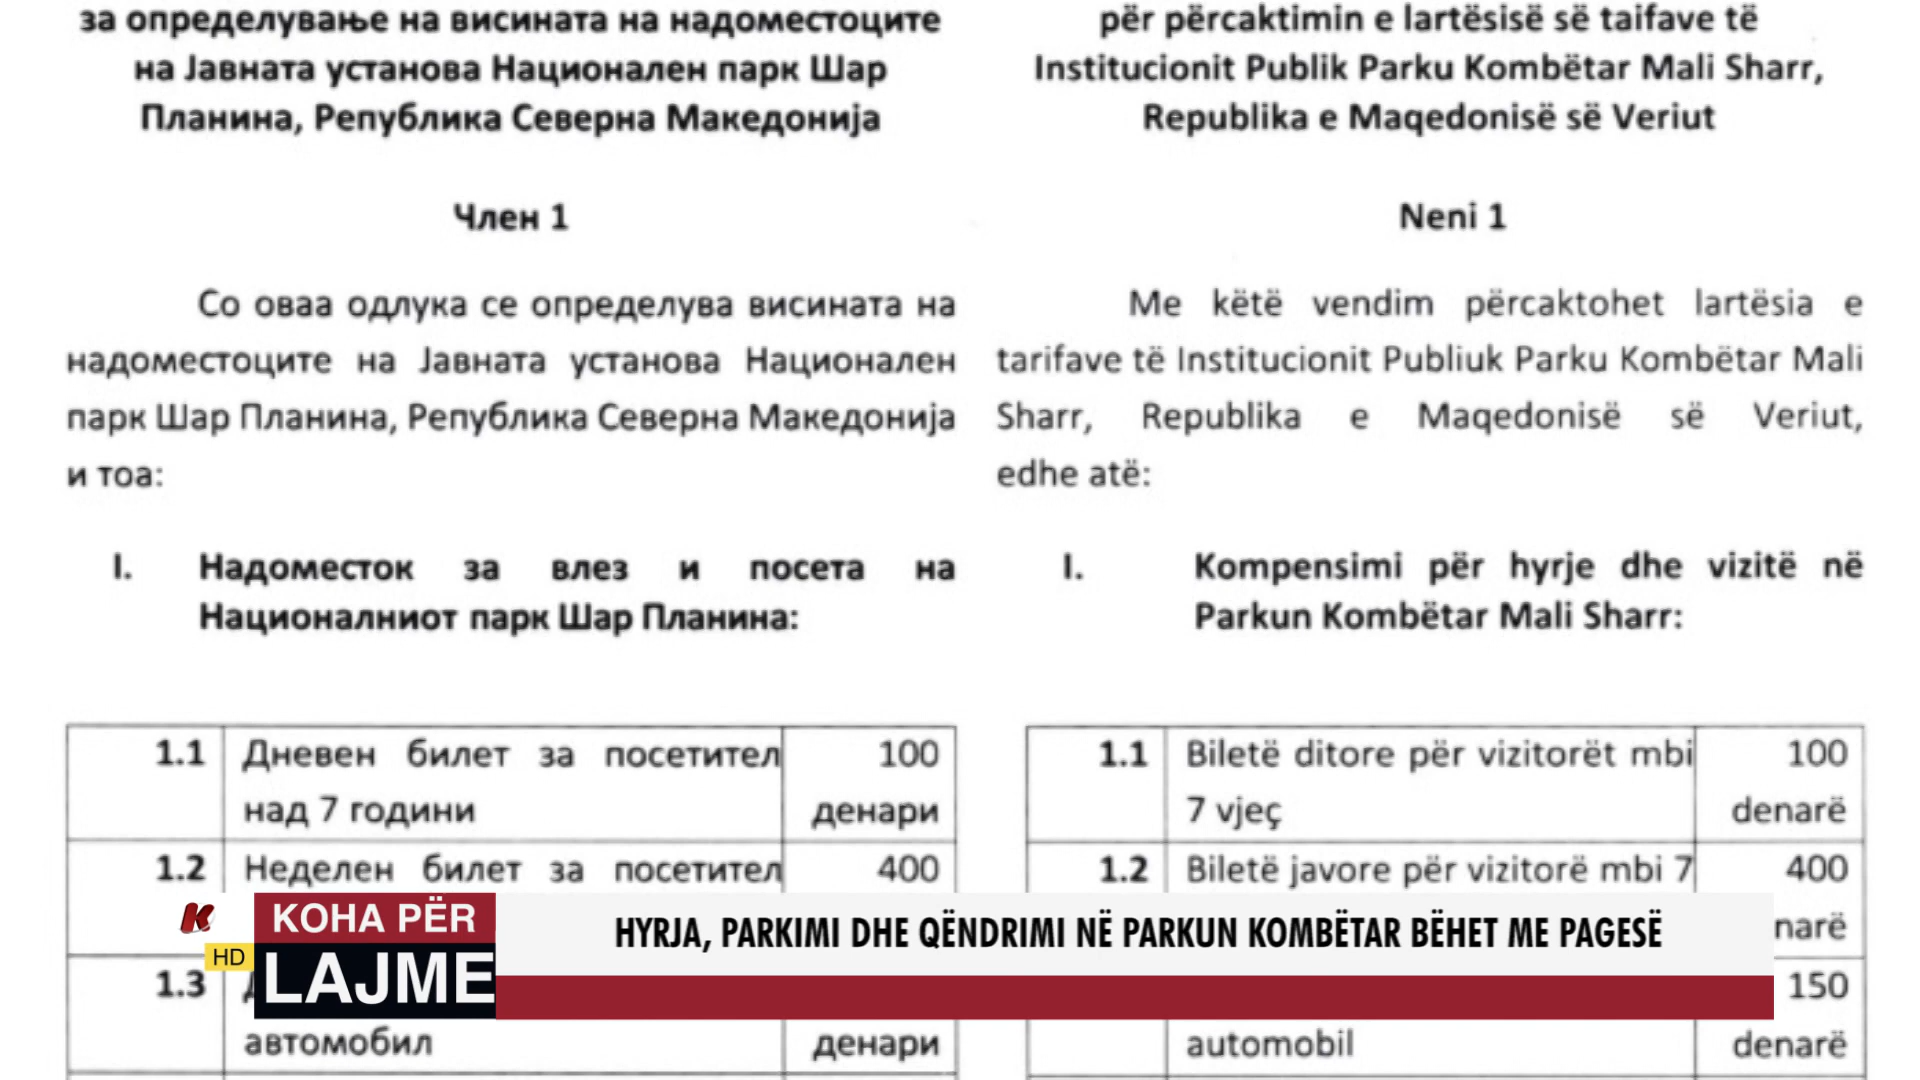 за определување на висината на надоместоците
на Јавната установа Национален парк Шар
Планина, Република Северна Македонија
Член 1
Со оваа одлука се определува висината на
надоместоците на Јавната установа Национален
парк Шар Планина, Република Северна Македонија
и тоа:
I. Надоместок за влез и посета на
Националниот парк Шар Планина:
1.1 Дневен билет за посетител 100
над 7 години денари
1.2 Неделен билет за посетител 400
1.3
автомобил денари
për përcaktimin e lartësisë së taifave të
Institucionit Publik Parku Kombëtar Mali Sharr,
Republika e Maqedonisë së Veriut
Neni 1
Me këtë vendim përcaktohet lartësia e
tarifave të Institucionit Publiuk Parku Kombëtar Mali
Sharr, Republika e Maqedonisë së Veriut,
edhe atë:
I. Kompensimi për hyrje dhe vizitë në
Parkun Kombëtar Mali Sharr:
1.1 Biletë ditore për vizitorët mbi 100
7 vjeç denarë
1.2 Biletë javore për vizitorë mbi 7 400
narë
150
automobil denarë
K
HD
KOHA PËR
LAJME
HYRJA, PARKIMI DHE QËNDRIMI NË PARKUN KOMBËTAR BËHET ME PAGESË